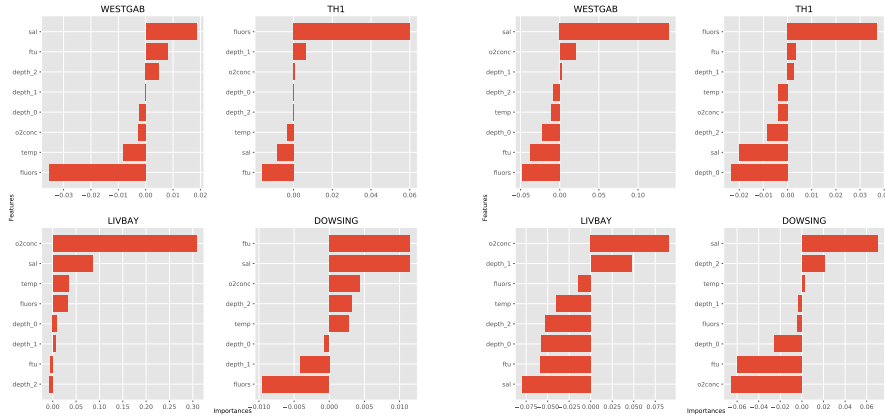 WESTGAB
sal
ftu
depth_2
depth_1
depth_0
o2conc
temp
fluors
−0.03 −0.02 −0.01 0.00 0.01 0.02
TH1
fluors
depth_1
o2conc
depth_0
depth_2
temp
sal
ftu
0.00 0.02 0.04 0.06
Features
LIVBAY
o2conc
sal
temp
fluors
depth_0
depth_1
ftu
depth_2
0.00 0.05 0.10 0.15 0.20 0.25 0.30
DOWSING
ftu
sal
o2conc
depth_2
temp
depth_0
depth_1
fluors
−0.010 −0.005 0.000 0.005 0.010
Importances
WESTGAB
sal
o2conc
depth_1
depth_2
temp
depth_0
ftu
fluors
−0.05 0.00 0.05 0.10
TH1
fluors
ftu
depth_1
temp
o2conc
depth_2
sal
depth_0
−0.02 −0.01 0.00 0.01 0.02 0.03 0.04
Features
LIVBAY
o2conc
depth_1
fluors
temp
depth_2
depth_0
ftu
sal
−0.075 −0.050 −0.025 0.000 0.025 0.050 0.075
DOWSING
sal
depth_2
temp
depth_1
fluors
depth_0
ftu
o2conc
−0.06 −0.04 −0.02 0.00 0.02 0.04 0.06
Importances